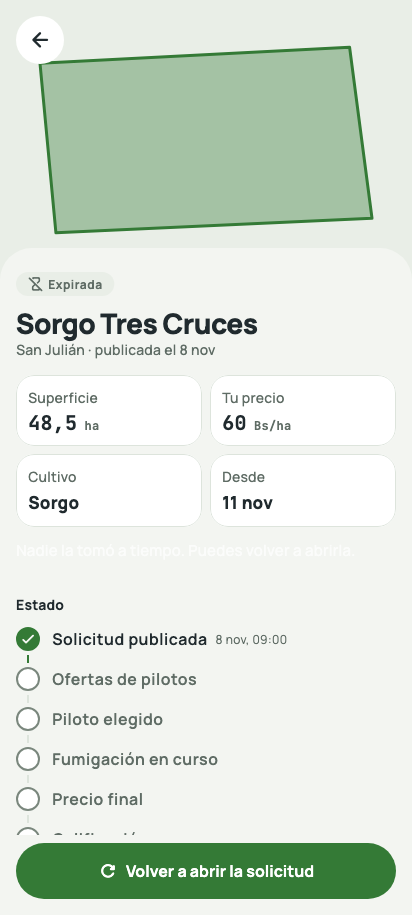 Expirada
Sorgo Tres Cruces
San Julián · publicada el 8 nov
Superficie
48,5 ha
Tu precio
60 Bs/ha
Cultivo
Sorgo
Desde
11 nov
Nadie la tomó a tiempo. Puedes volver a abrirla.
Estado
Solicitud publicada 8 nov, 09:00
Ofertas de pilotos
Piloto elegido
Fumigación en curso
Precio final
Volver a abrir la solicitud